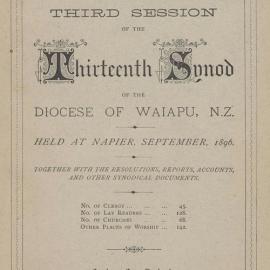 THIRD SESSION
OF THE
Thirteenth Synod
OF THE
DIOCESE OF WAIAPU, N.Z.
HELD AT NAPIER, SEPTEMBER, 1896.
TOGETHER WITH THE RESOLUTIONS, REPORTS, ACCOUNTS,
AND OTHER SYNODICAL DOCUMENTS.
No. of Clergy ... ... ... 45.
No. of Lay Readers ... ... 126.
No. of Churches ... ... 68.
Other Places of Worship ... 142.